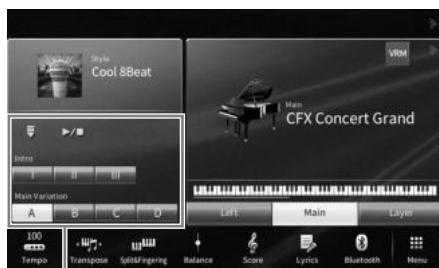 Style
Cool 8Beat
VRM
Main
CFX Concert Grand
Intro
I II III
Main Variation
A B C D
Left Main Layer
100
Tempo Transpose Split&Fingering Balance Score Lyrics Bluetooth Menu